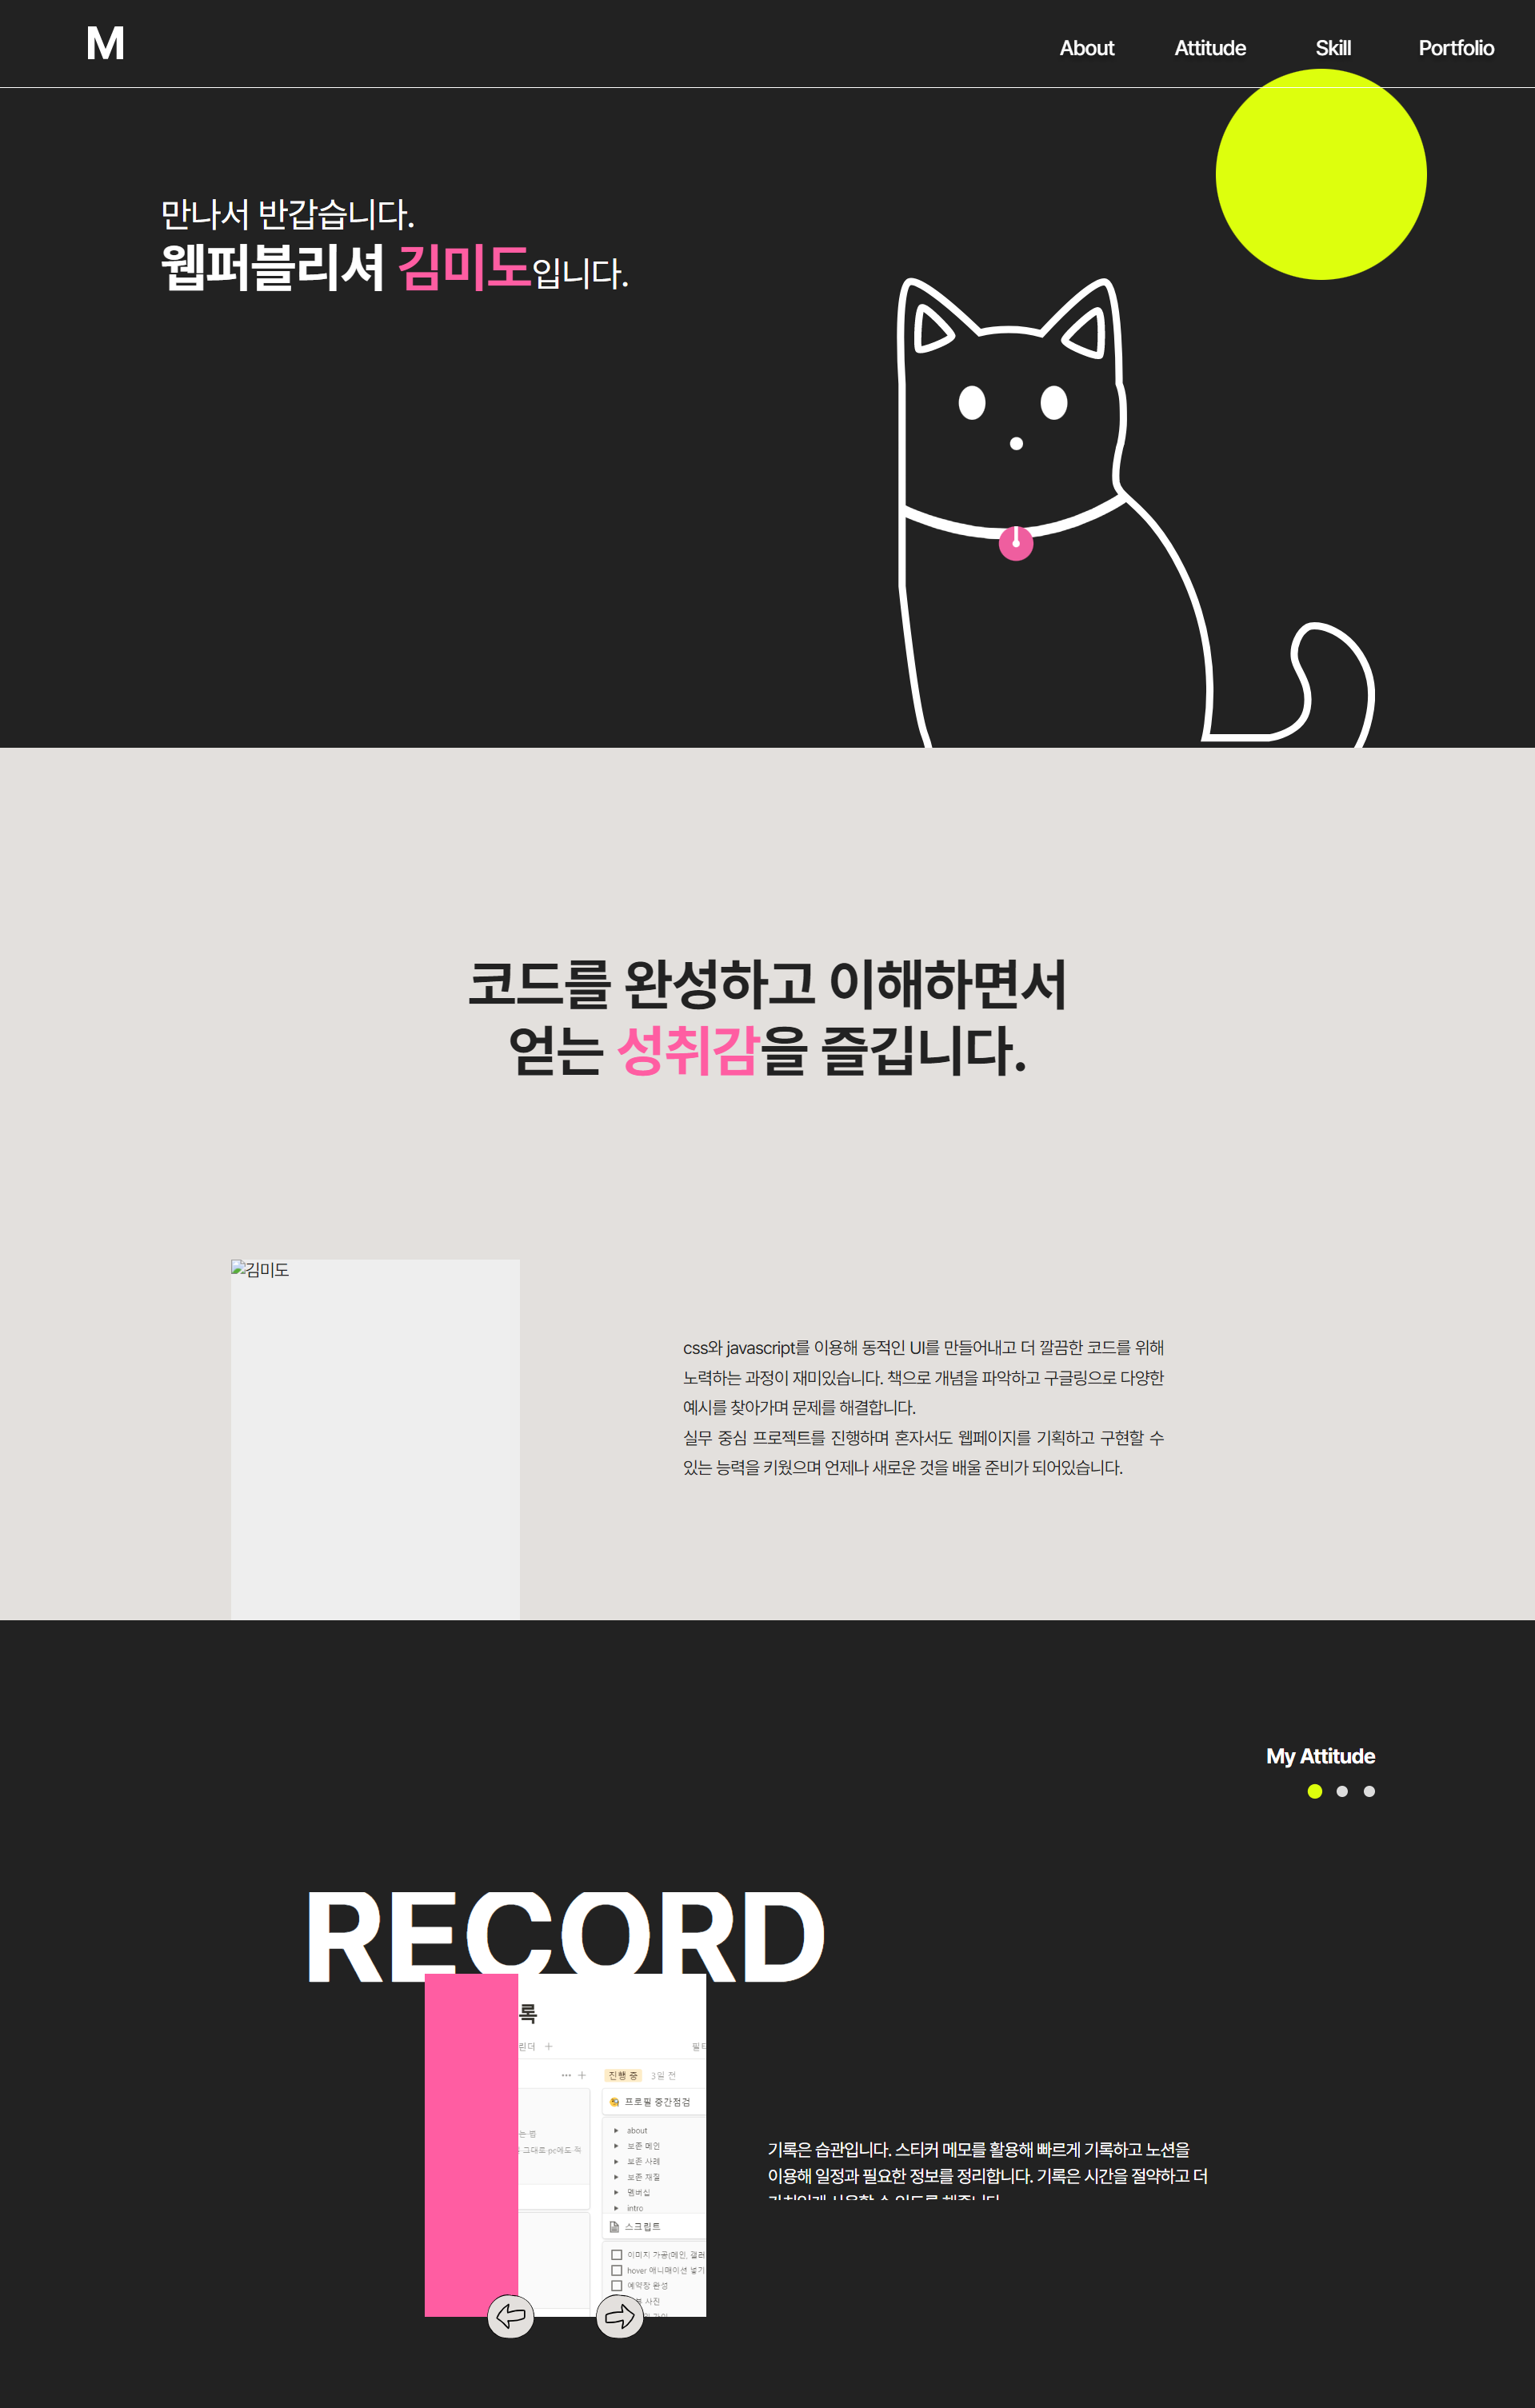 M
About Attitude Skill Portfolio
만나서 반갑습니다.
웹퍼블리셔 김미도입니다.
코드를 완성하고 이해하면서
얻는 성취감을 즐깁니다.
김미도
css와 javascript를 이용해 동적인 UI를 만들어내고 더 깔끔한 코드를 위해
노력하는 과정이 재미있습니다. 책으로 개념을 파악하고 구글링으로 다양한
예시를 찾아가며 문제를 해결합니다.
실무 중심 프로젝트를 진행하며 혼자서도 웹페이지를 기획하고 구현할 수
있는 능력을 키웠으며 언제나 새로운 것을 배울 준비가 되어있습니다.
My Attitude
RECORD
록
린더
진행 중 3일 전
프로필 중간점검
는 법
그대로 pc에도 적
about
보존 메인
보존 사례
보존 재질
멤버십
intro
스크립트
이미지 가공(메인, 갤러
hover 애니메이션 넣기
예약창 완성
사진
기록은 습관입니다. 스티커 메모를 활용해 빠르게 기록하고 노션을
이용해 일정과 필요한 정보를 정리합니다. 기록은 시간을 절약하고 더